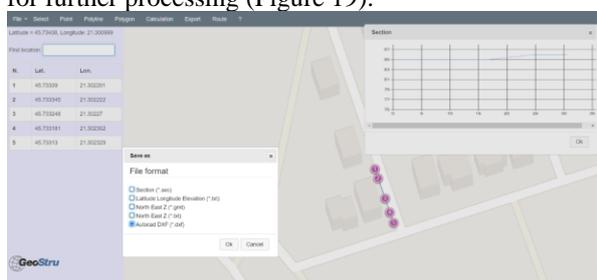 for further processing (Figure 19).
File Select Point Polyline Polygon Calculation Export Route ?
Latitude = 45.73408, Longitude: 21.300999
Find location:
N. Lat. Lon.
1 45.73339 21.302201
2 45.733345 21.302222
3 45.733248 21.30227
4 45.733181 21.302302
5 45.73313 21.302329
Section
Ok
Save as
File format
Section (*.sec)
Latitude Longitude Elevation (*.txt)
North East Z (*.gml)
North East Z (*.txt)
Autocad DXF (*.dxf)
Ok Cancel
GeoStru